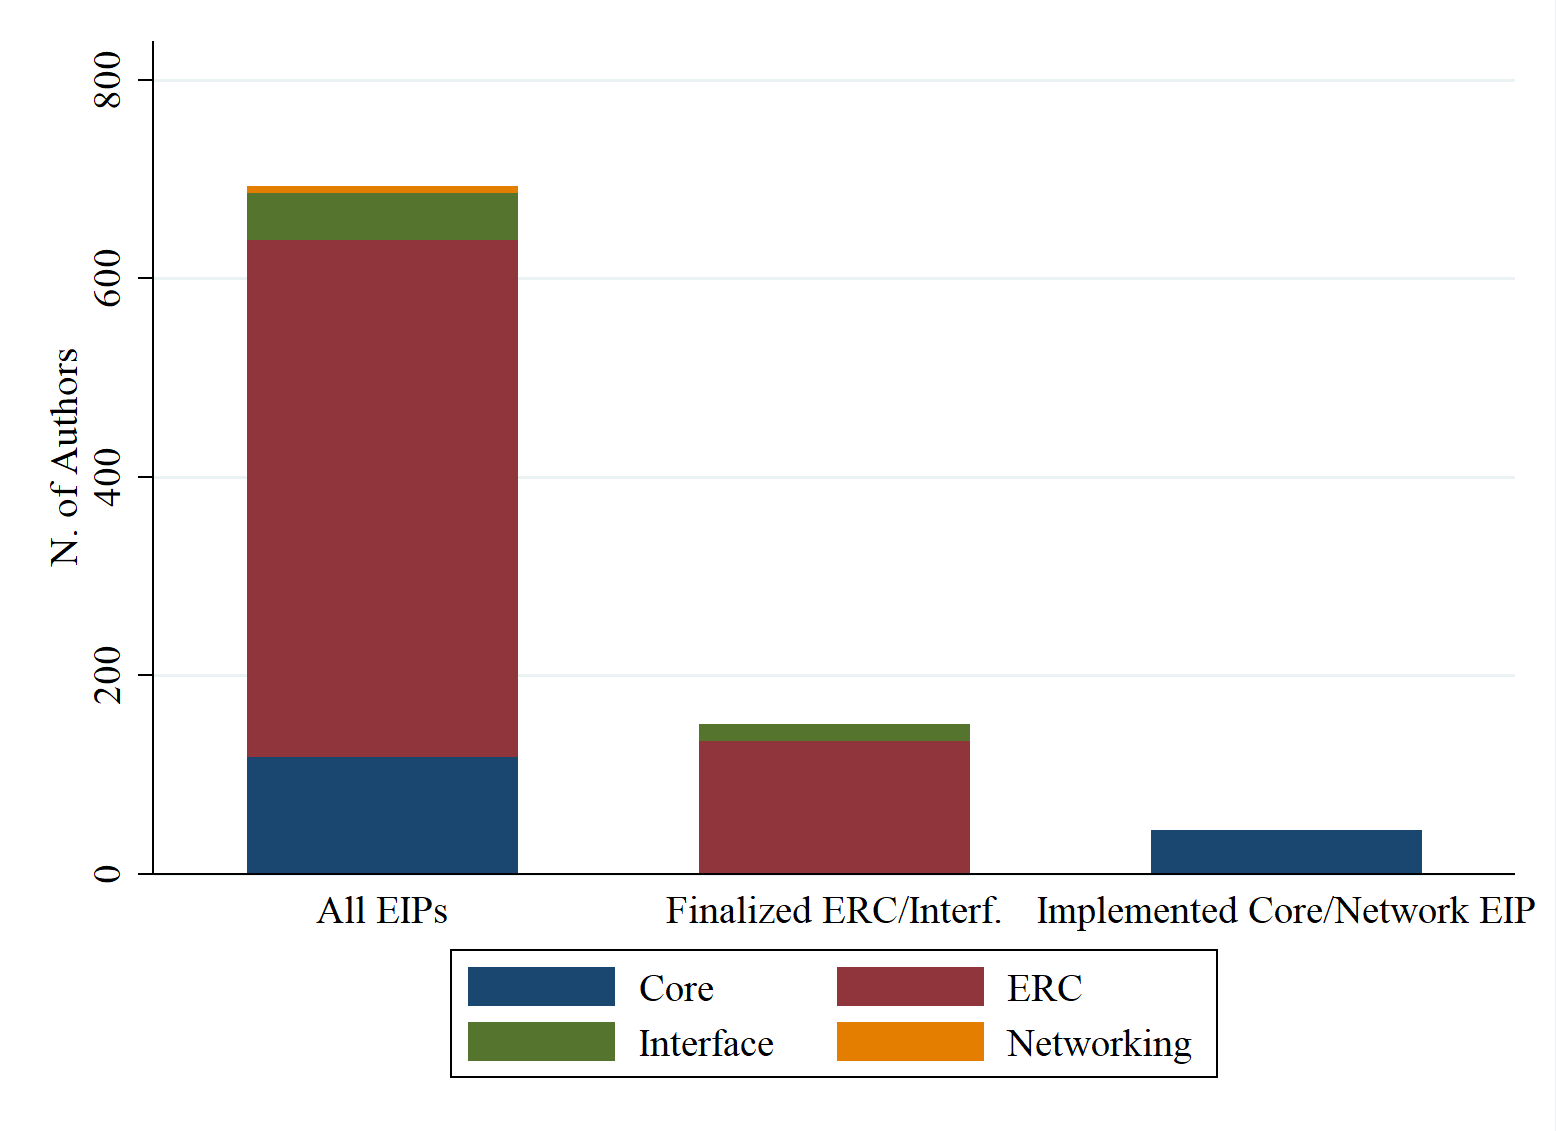 N. of Authors
800
600
400
200
0
All EIPs
Finalized ERC/Interf.
Implemented Core/Network EIP
Core
ERC
Interface
Networking